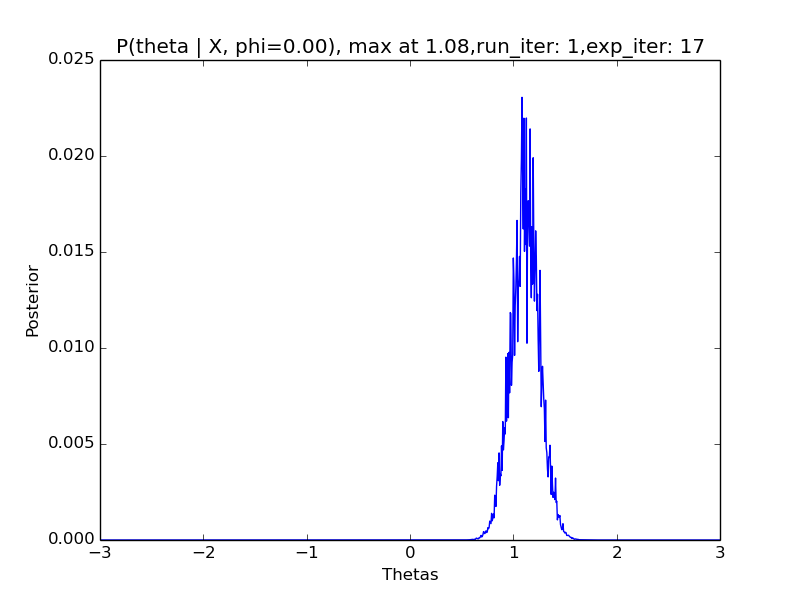 P(theta | X, phi=0.00), max at 1.08,run_iter: 1,exp_iter: 17
0.025
0.020
0.015
0.010
0.005
0.000
Posterior
−3 −2 −1 0 1 2 3
Thetas